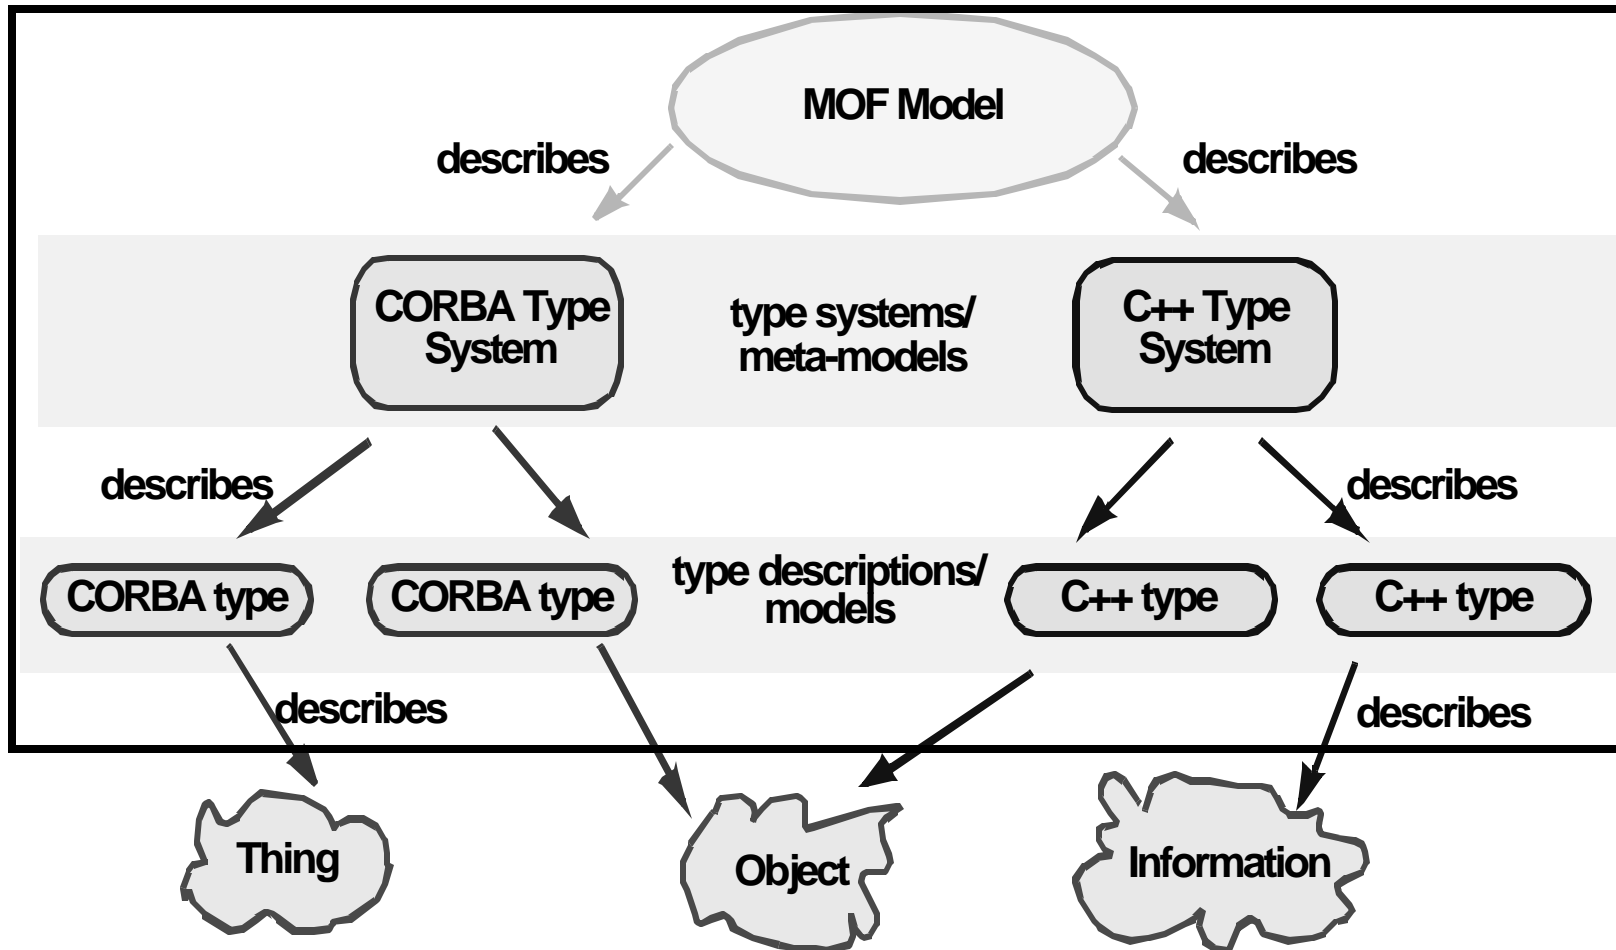 MOF Model
describes
describes
CORBA Type
System
type systems/
meta-models
C++ Type
System
describes
describes
CORBA type
CORBA type
type descriptions/
models
C++ type
C++ type
describes
describes
Thing
Object
Information